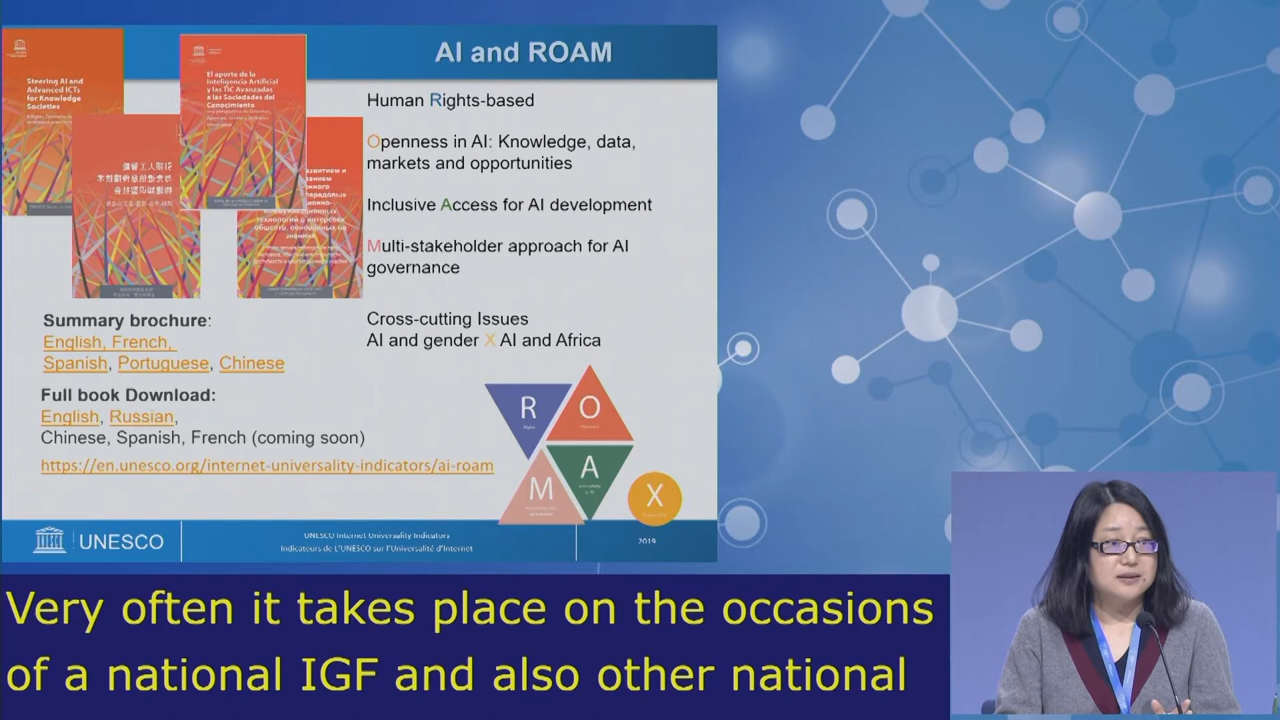 AI and ROAM
Steering AI and
Advanced ICTs
for Knowledge
Societies
El aporte de la
Inteligencia Artificial
y las TIC Avanzadas
a las Sociedades del
Conocimiento
Human Rights-based
Openness in AI: Knowledge, data,
markets and opportunities
Inclusive Access for AI development
Multi-stakeholder approach for AI
governance
Cross-cutting Issues
AI and gender X AI and Africa
Summary brochure:
English, French,
Spanish, Portuguese, Chinese
Full book Download:
English, Russian,
Chinese, Spanish, French (coming soon)
https://en.unesco.org/internet-universality-indicators/ai-roam
R
O
A
M
X
UNESCO
UNESCO Internet Universality Indicators
Indicateurs de L'UNESCO sur l'Universalité d'Internet
2019
Very often it takes place on the occasions
of a national IGF and also other national